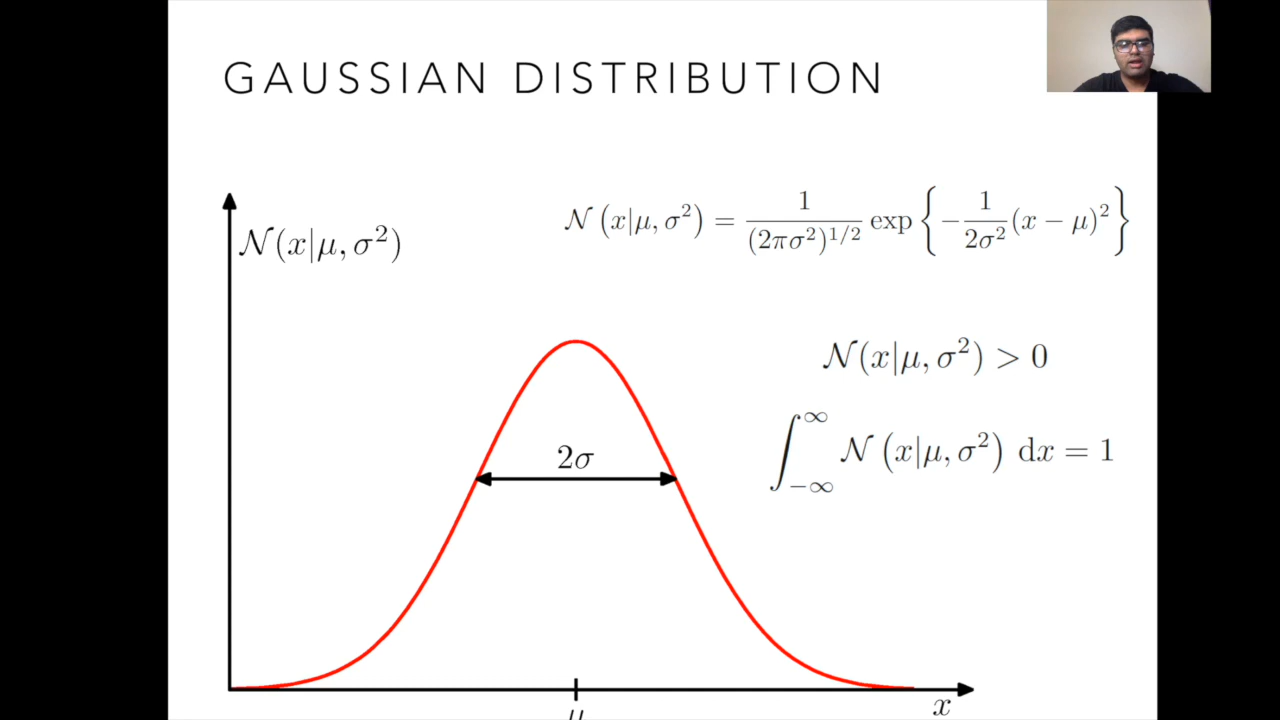 GAUSSIAN DISTRIBUTION
𝒩(x|μ, σ²)
𝒩(x|μ, σ²) = 1/(2πσ²)^{1/2} exp{−1/(2σ²)(x − μ)²}
𝒩(x|μ, σ²) > 0
∫_{−∞}^{∞} 𝒩(x|μ, σ²) dx = 1
2σ
μ
x